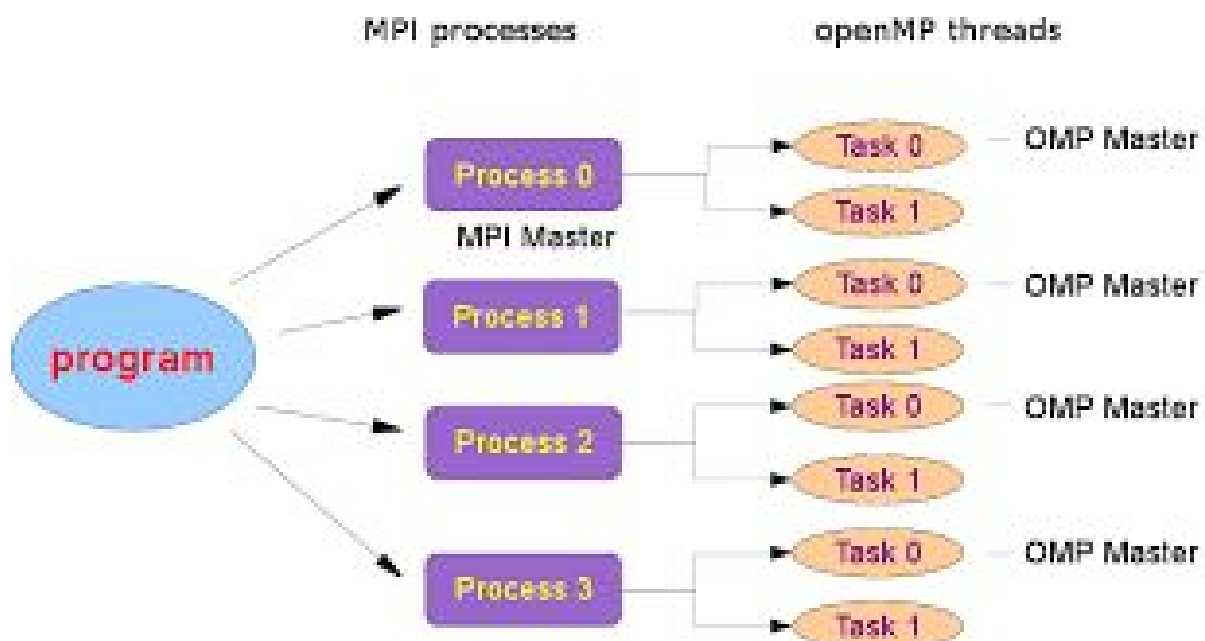 MPI processes openMP threads
Process 0 Task 0 OMP Master
Task 1
MPI Master
Process 1 Task 0 OMP Master
Task 1
program
Process 2 Task 0 OMP Master
Task 1
Process 3 Task 0 OMP Master
Task 1